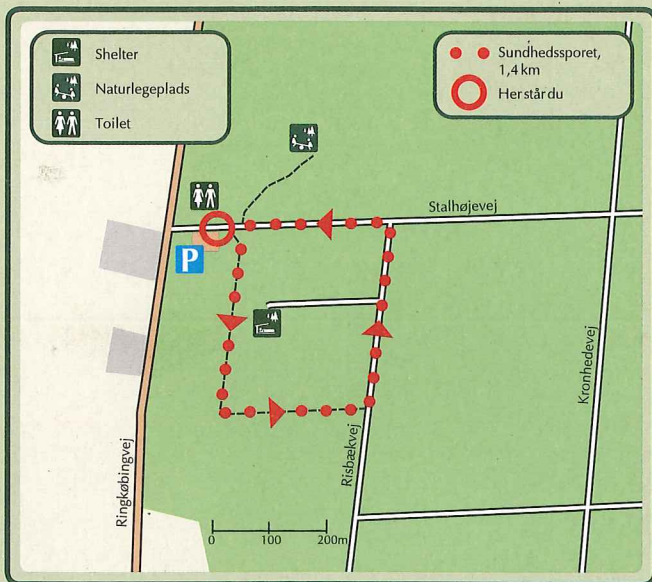 Shelter
Naturlegeplads
Toilet
Sundhedssporet,
1,4 km
Her står du
Stalhøjevej
P
Kronhedevej
Risbækvej
Ringkøbingvej
0 100 200m